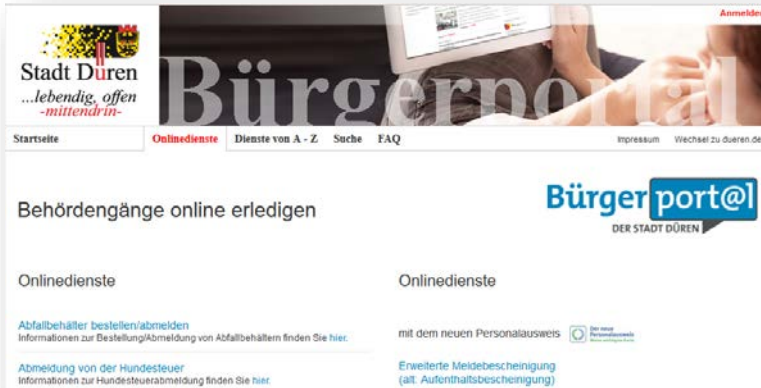 Anmelden
Stadt Düren
...lebendig, offen
-mittendrin-
Bürgerportal
Startseite Onlinedienste Dienste von A - Z Suche FAQ Impressum Wechsel zu dueren.de
Bürgerport@l
DER STADT DÜREN
Behördengänge online erledigen
Onlinedienste
Abfallbehälter bestellen/abmelden
Informationen zur Bestellung/Abmeldung von Abfallbehältern finden Sie hier.
Abmeldung von der Hundesteuer
Informationen zur Hundesteuerabmeldung finden Sie hier.
Onlinedienste
mit dem neuen Personalausweis
Der neue
Personalausweis
Erweiterte Meldebescheinigung
(alt: Aufenthaltsbescheinigung)